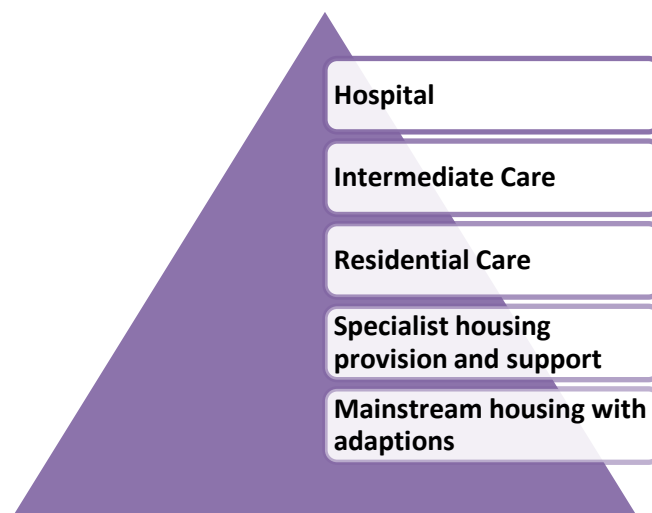 Hospital
Intermediate Care
Residential Care
Specialist housing
provision and support
Mainstream housing with
adaptions